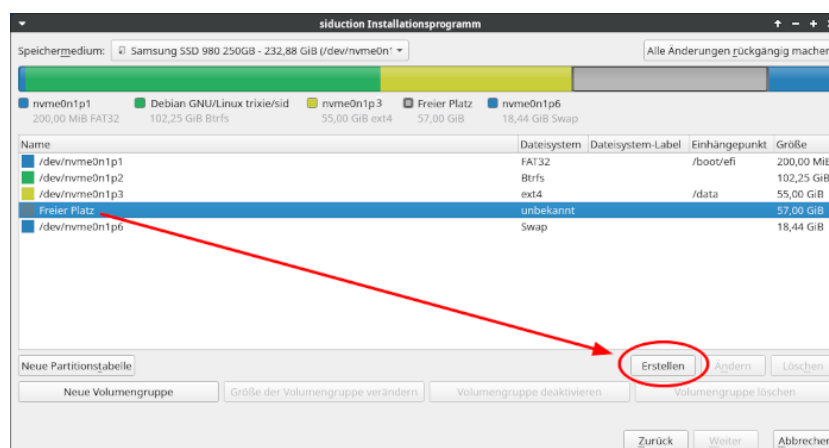 siduction Installationsprogramm
Speichermedium: Samsung SSD 980 250GB - 232,88 GiB (/dev/nvme0n1 Alle Änderungen rückgängig machen
nvme0n1p1 Debian GNU/Linux trixie/sid nvme0n1p3 Freier Platz nvme0n1p6
200,00 MiB FAT32 102,25 GiB Btrfs 55,00 GiB ext4 57,00 GiB 18,44 GiB Swap
Name Dateisystem Dateisystem-Label Einhängepunkt Größe
/dev/nvme0n1p1 FAT32 /boot/efi 200,00 MiB
/dev/nvme0n1p2 Btrfs 102,25 GiB
/dev/nvme0n1p3 ext4 /data 55,00 GiB
Freier Platz unbekannt 57,00 GiB
/dev/nvme0n1p6 Swap 18,44 GiB
Neue Partitionstabelle Erstellen Ändern Löschen
Neue Volumengruppe Größe der Volumengruppe verändern Volumengruppe deaktivieren Volumengruppe löschen
Zurück Weiter Abbrechen